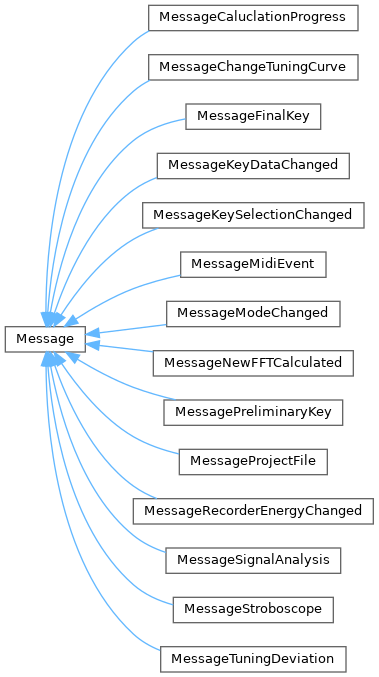 MessageCaluclationProgress
MessageChangeTuningCurve
MessageFinalKey
MessageKeyDataChanged
MessageKeySelectionChanged
MessageMidiEvent
MessageModeChanged
Message
MessageNewFFTCalculated
MessagePreliminaryKey
MessageProjectFile
MessageRecorderEnergyChanged
MessageSignalAnalysis
MessageStroboscope
MessageTuningDeviation